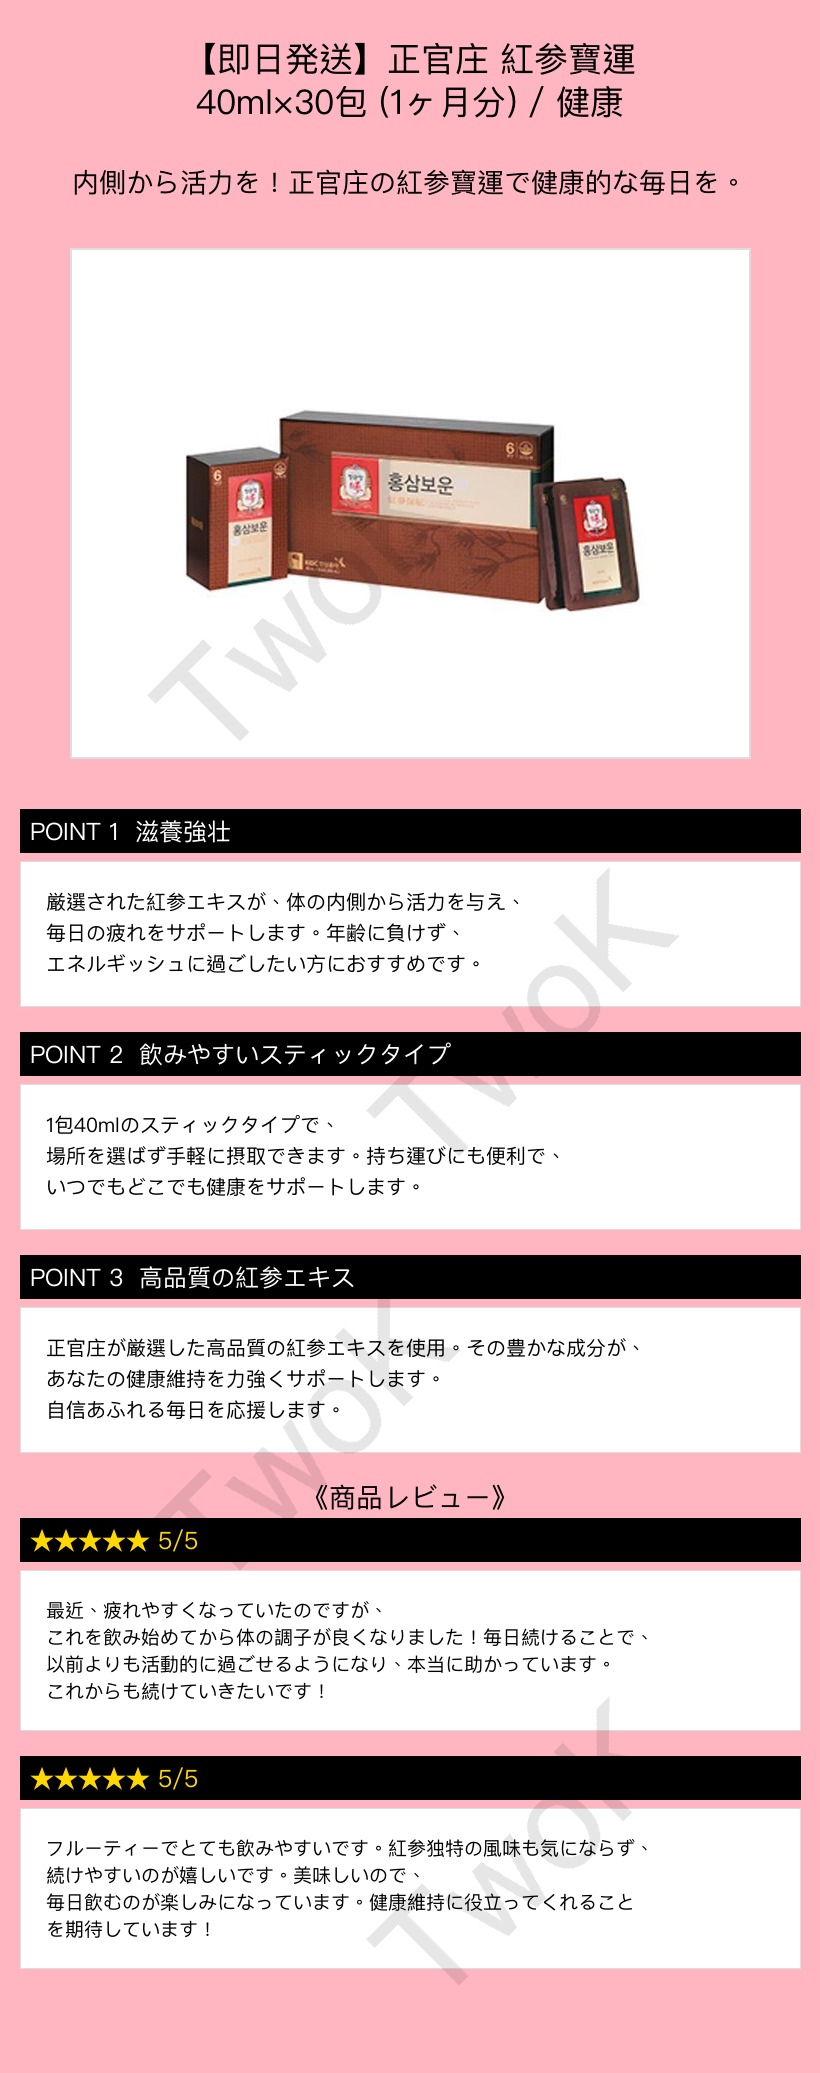 【即日発送】正官庄 紅参寶運
40ml×30包 (1ヶ月分) / 健康
内側から活力を！正官庄の紅参寶運で健康的な毎日を。
6
홍삼보운
6
홍삼보운
홍삼보운
TwoK
POINT 1 滋養強壮
厳選された紅参エキスが、体の内側から活力を与え、
毎日の疲れをサポートします。年齢に負けず、
エネルギッシュに過ごしたい方におすすめです。
TwoK
POINT 2 飲みやすいスティックタイプ
1包40mlのスティックタイプで、
場所を選ばず手軽に摂取できます。持ち運びにも便利で、
いつでもどこでも健康をサポートします。
POINT 3 高品質の紅参エキス
正官庄が厳選した高品質の紅参エキスを使用。その豊かな成分が、
あなたの健康維持を力強くサポートします。
自信あふれる毎日を応援します。
TwoK
《商品レビュー》
★★★★★ 5/5
最近、疲れやすくなっていたのですが、
これを飲み始めてから体の調子が良くなりました！毎日続けることで、
以前よりも活動的に過ごせるようになり、本当に助かっています。
これからも続けていきたいです！
★★★★★ 5/5
フルーティーでとても飲みやすいです。紅参独特の風味も気にならず、
続けやすいのが嬉しいです。美味しいので、
毎日飲むのが楽しみになっています。健康維持に役立ってくれること
を期待しています！
TwoK